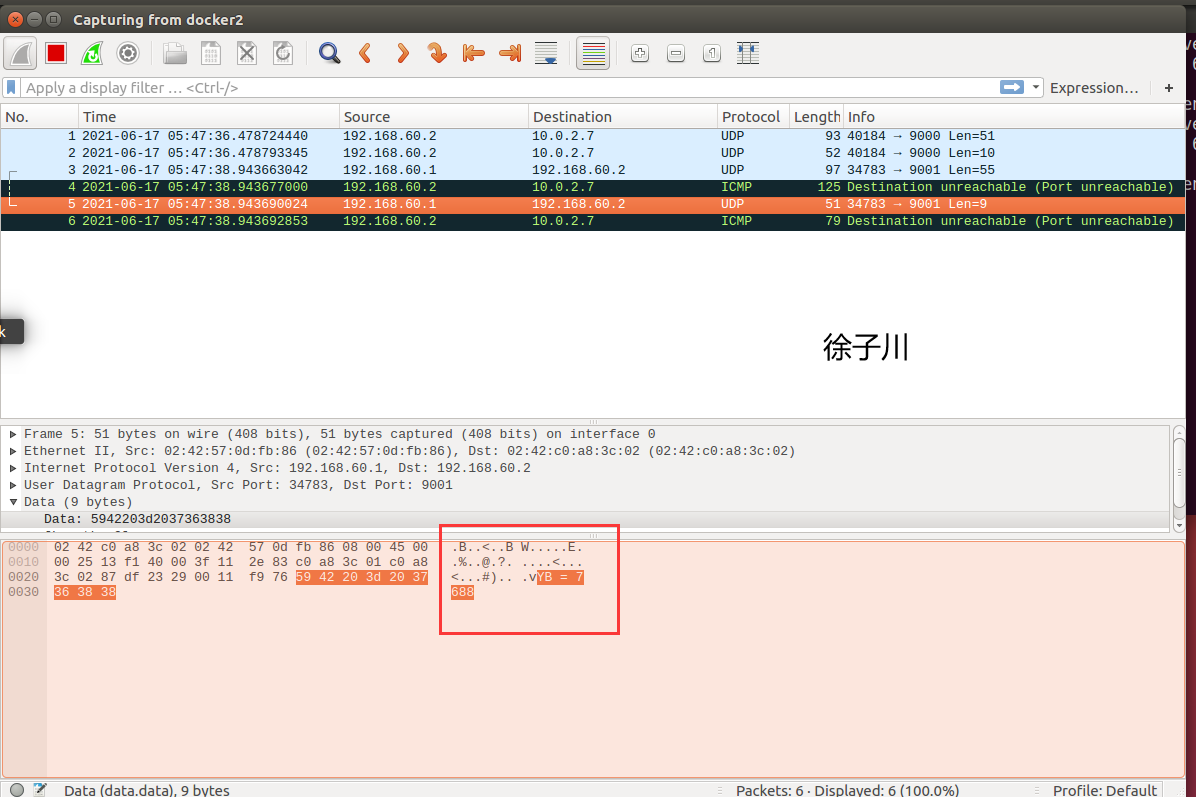 Capturing from docker2
Apply a display filter … <Ctrl-/>
Expression…
+
No. Time Source Destination Protocol Length Info
1 2021-06-17 05:47:36.478724440 192.168.60.2 10.0.2.7 UDP 93 40184 → 9000 Len=51
2 2021-06-17 05:47:36.478793345 192.168.60.2 10.0.2.7 UDP 52 40184 → 9000 Len=10
3 2021-06-17 05:47:38.943663042 192.168.60.1 192.168.60.2 UDP 97 34783 → 9001 Len=55
4 2021-06-17 05:47:38.943677000 192.168.60.2 10.0.2.7 ICMP 125 Destination unreachable (Port unreachable)
5 2021-06-17 05:47:38.943690024 192.168.60.1 192.168.60.2 UDP 51 34783 → 9001 Len=9
6 2021-06-17 05:47:38.943692853 192.168.60.2 10.0.2.7 ICMP 79 Destination unreachable (Port unreachable)
k
徐子川
Frame 5: 51 bytes on wire (408 bits), 51 bytes captured (408 bits) on interface 0
Ethernet II, Src: 02:42:57:0d:fb:86 (02:42:57:0d:fb:86), Dst: 02:42:c0:a8:3c:02 (02:42:c0:a8:3c:02)
Internet Protocol Version 4, Src: 192.168.60.1, Dst: 192.168.60.2
User Datagram Protocol, Src Port: 34783, Dst Port: 9001
Data (9 bytes)
Data: 5942203d2037363838
0000 02 42 c0 a8 3c 02 02 42 57 0d fb 86 08 00 45 00 .B..<..B W.....E.
0010 00 25 13 f1 40 00 3f 11 2e 83 c0 a8 3c 01 c0 a8 .%..@.?. ....<...
0020 3c 02 87 df 23 29 00 11 f9 76 59 42 20 3d 20 37 <...#).. .vYB = 7
0030 36 38 38 688
Data (data.data), 9 bytes
Packets: 6 · Displayed: 6 (100.0%)
Profile: Default